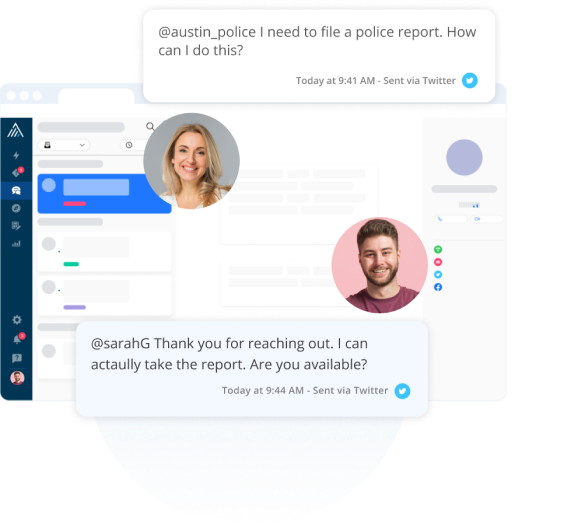 @austin_police I need to file a police report. How
can I do this?
Today at 9:41 AM - Sent via Twitter
@sarahG Thank you for reaching out. I can
actaully take the report. Are you available?
Today at 9:44 AM - Sent via Twitter